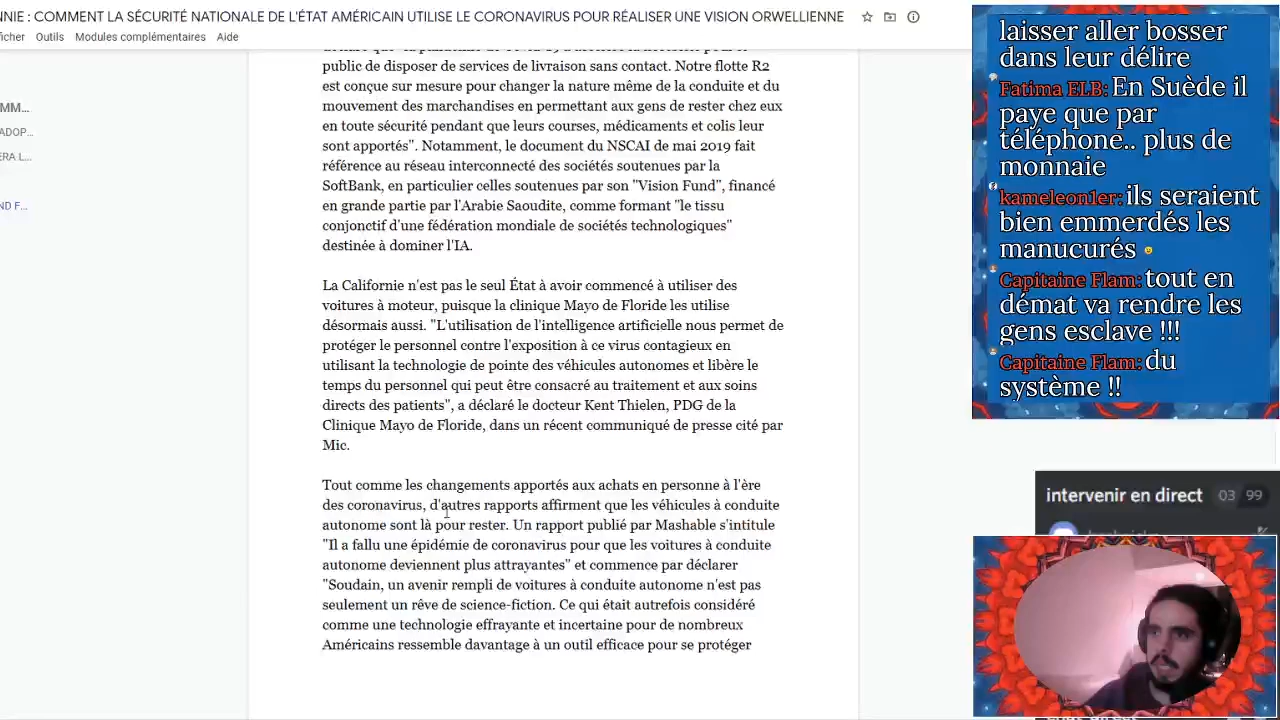 NNIE : COMMENT LA SÉCURITÉ NATIONALE DE L'ÉTAT AMÉRICAIN UTILISE LE CORONAVIRUS POUR RÉALISER UNE VISION ORWELLIENNE
icher Outils Modules complémentaires Aide
MM...
ADOP...
ERA L...
ND F...
public de disposer de services de livraison sans contact. Notre flotte R2
est conçue sur mesure pour changer la nature même de la conduite et du
mouvement des marchandises en permettant aux gens de rester chez eux
en toute sécurité pendant que leurs courses, médicaments et colis leur
sont apportés". Notamment, le document du NSCAI de mai 2019 fait
référence au réseau interconnecté des sociétés soutenues par la
SoftBank, en particulier celles soutenues par son "Vision Fund", financé
en grande partie par l'Arabie Saoudite, comme formant "le tissu
conjonctif d'une fédération mondiale de sociétés technologiques"
destinée à dominer l'IA.
La Californie n'est pas le seul État à avoir commencé à utiliser des
voitures à moteur, puisque la clinique Mayo de Floride les utilise
désormais aussi. "L'utilisation de l'intelligence artificielle nous permet de
protéger le personnel contre l'exposition à ce virus contagieux en
utilisant la technologie de pointe des véhicules autonomes et libère le
temps du personnel qui peut être consacré au traitement et aux soins
directs des patients", a déclaré le docteur Kent Thielen, PDG de la
Clinique Mayo de Floride, dans un récent communiqué de presse cité par
Mic.
Tout comme les changements apportés aux achats en personne à l'ère
des coronavirus, d'autres rapports affirment que les véhicules à conduite
autonome sont là pour rester. Un rapport publié par Mashable s'intitule
"Il a fallu une épidémie de coronavirus pour que les voitures à conduite
autonome deviennent plus attrayantes" et commence par déclarer
"Soudain, un avenir rempli de voitures à conduite autonome n'est pas
seulement un rêve de science-fiction. Ce qui était autrefois considéré
comme une technologie effrayante et incertaine pour de nombreux
Américains ressemble davantage à un outil efficace pour se protéger
laisser aller bosser
dans leur délire
Fatima ELB: En Suède il
paye que par
téléphone.. plus de
monnaie
kameleon1er: ils seraient
bien emmerdés les
manucurés
Capitaine Flam: tout en
démat va rendre les
gens esclave !!!
Capitaine Flam: du
système !!
intervenir en direct 03 99